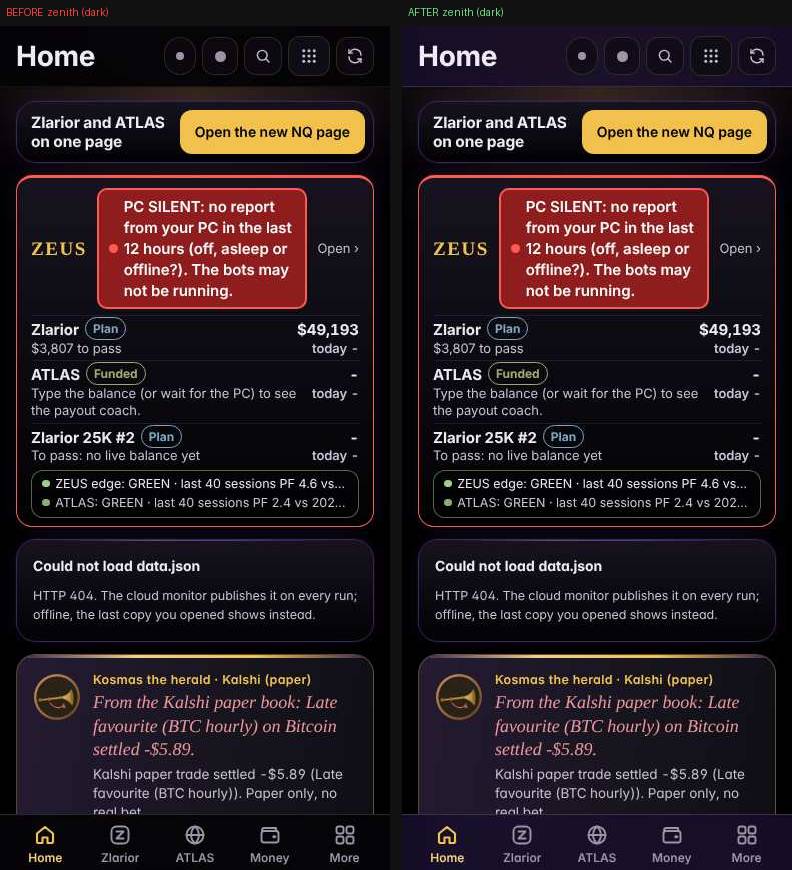 BEFORE zenith (dark)
Home
Zlarior and ATLAS
on one page
Open the new NQ page
ZEUS
PC SILENT: no report
from your PC in the last
12 hours (off, asleep or
offline?). The bots may
not be running.
Open ›
Zlarior Plan $49,193
$3,807 to pass today -
ATLAS Funded -
Type the balance (or wait for the PC) to see today -
the payout coach.
Zlarior 25K #2 Plan -
To pass: no live balance yet today -
ZEUS edge: GREEN · last 40 sessions PF 4.6 vs...
ATLAS: GREEN · last 40 sessions PF 2.4 vs 202...
Could not load data.json
HTTP 404. The cloud monitor publishes it on every run;
offline, the last copy you opened shows instead.
Kosmas the herald · Kalshi (paper)
From the Kalshi paper book: Late
favourite (BTC hourly) on Bitcoin
settled -$5.89.
Kalshi paper trade settled -$5.89 (Late
favourite (BTC hourly)). Paper only, no
real bet
Home Zlarior ATLAS Money More
AFTER zenith (dark)
Home
Zlarior and ATLAS
on one page
Open the new NQ page
ZEUS
PC SILENT: no report
from your PC in the last
12 hours (off, asleep or
offline?). The bots may
not be running.
Open ›
Zlarior Plan $49,193
$3,807 to pass today -
ATLAS Funded -
Type the balance (or wait for the PC) to see today -
the payout coach.
Zlarior 25K #2 Plan -
To pass: no live balance yet today -
ZEUS edge: GREEN · last 40 sessions PF 4.6 vs...
ATLAS: GREEN · last 40 sessions PF 2.4 vs 202...
Could not load data.json
HTTP 404. The cloud monitor publishes it on every run;
offline, the last copy you opened shows instead.
Kosmas the herald · Kalshi (paper)
From the Kalshi paper book: Late
favourite (BTC hourly) on Bitcoin
settled -$5.89.
Kalshi paper trade settled -$5.89 (Late
favourite (BTC hourly)). Paper only, no
real bet
Home Zlarior ATLAS Money More